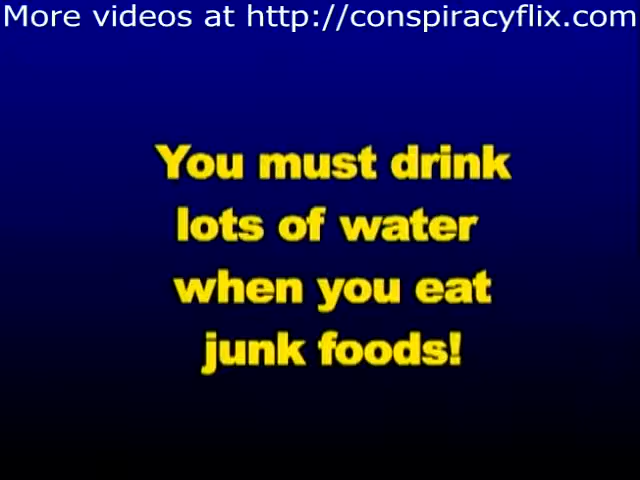 More videos at http://conspiracyflix.com
You must drink
lots of water
when you eat
junk foods!